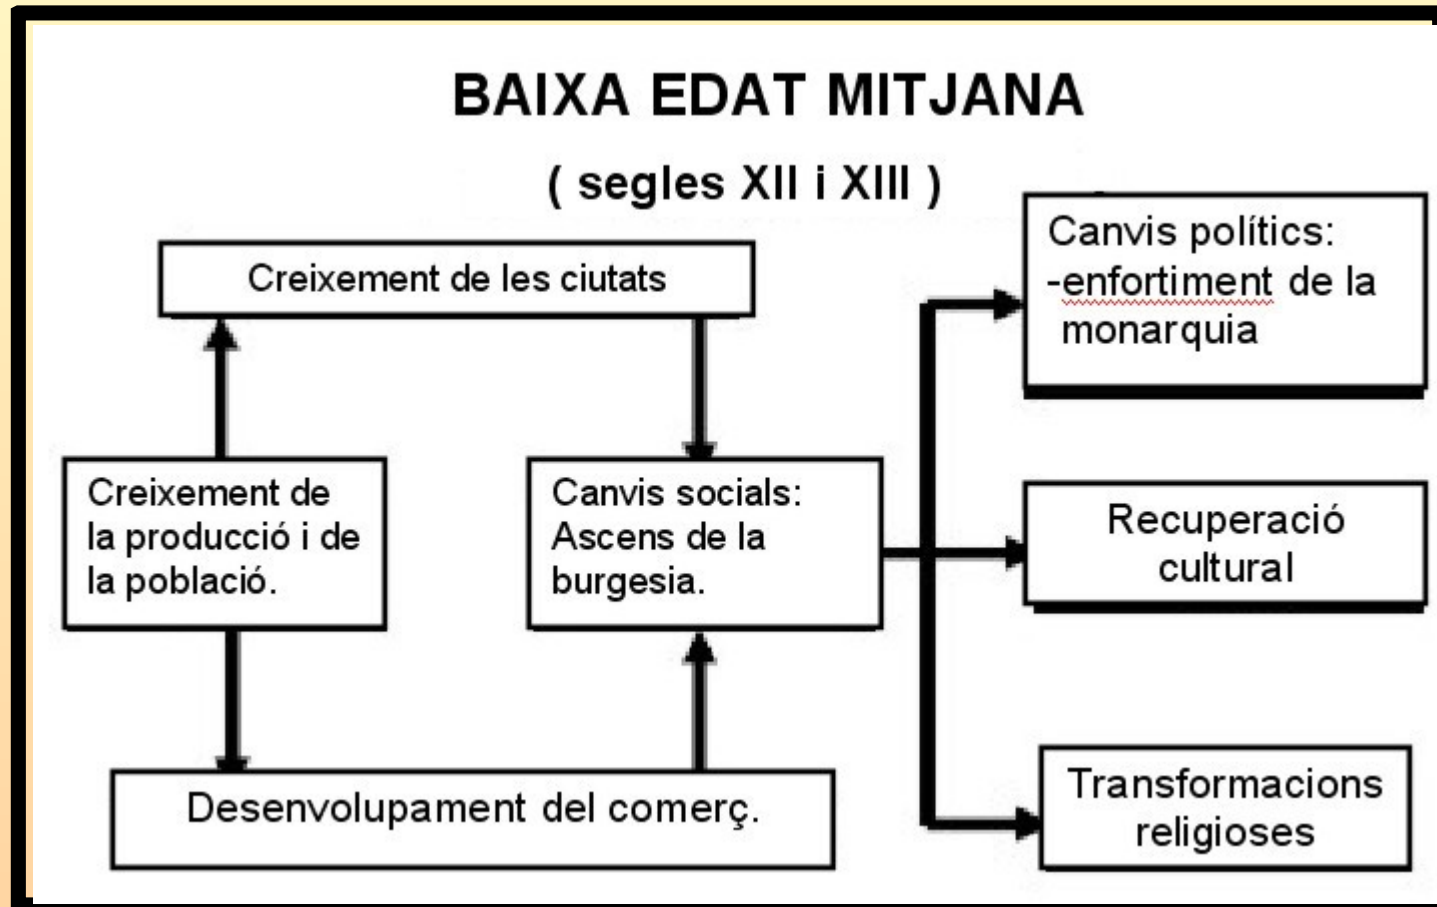 BAIXA EDAT MITJANA
( segles XII i XIII )
Creixement de les ciutats
Creixement de
la producció i de
la població.
Canvis socials:
Ascens de la
burgesia.
Desenvolupament del comerç.
Canvis polítics:
-enfortiment de la
monarquia
Recuperació
cultural
Transformacions
religioses